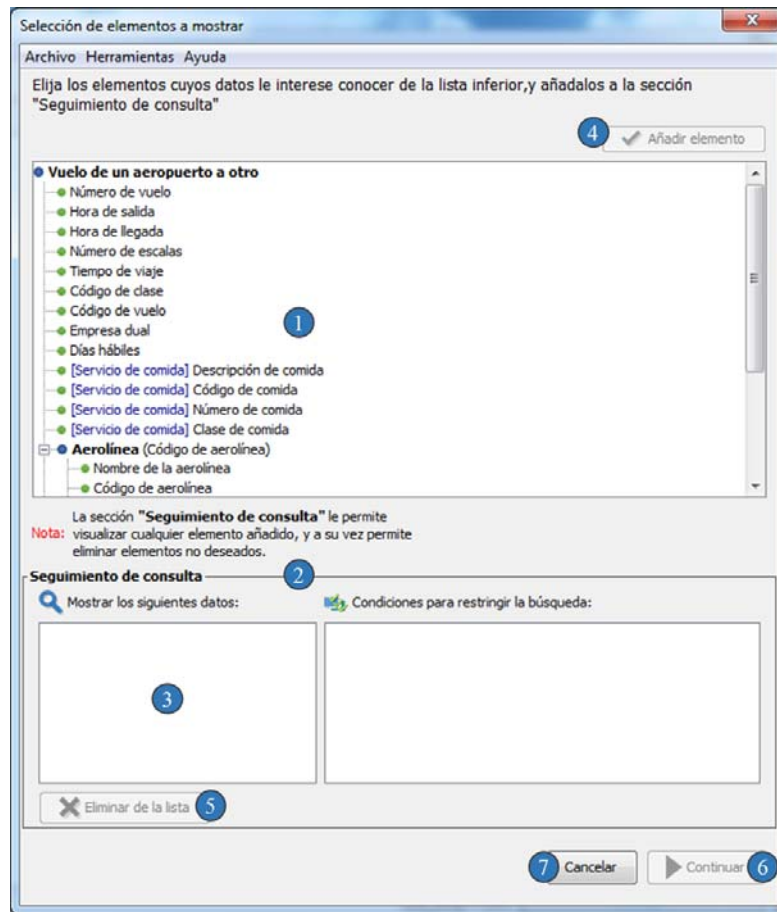 Selección de elementos a mostrar
Archivo Herramientas Ayuda
Elija los elementos cuyos datos le interese conocer de la lista inferior,y añadalos a la sección
"Seguimiento de consulta"
4 Añadir elemento
Vuelo de un aeropuerto a otro
Número de vuelo
Hora de salida
Hora de llegada
Número de escalas
Tiempo de viaje
Código de clase
Código de vuelo
1
Empresa dual
Días hábiles
[Servicio de comida] Descripción de comida
[Servicio de comida] Código de comida
[Servicio de comida] Número de comida
[Servicio de comida] Clase de comida
Aerolínea (Código de aerolínea)
Nombre de la aerolínea
Código de aerolínea
La sección "Seguimiento de consulta" le permite
Nota: visualizar cualquier elemento añadido, y a su vez permite
eliminar elementos no deseados.
Seguimiento de consulta 2
Mostrar los siguientes datos: Condiciones para restringir la búsqueda:
3
Eliminar de la lista 5
7 Cancelar Continuar 6